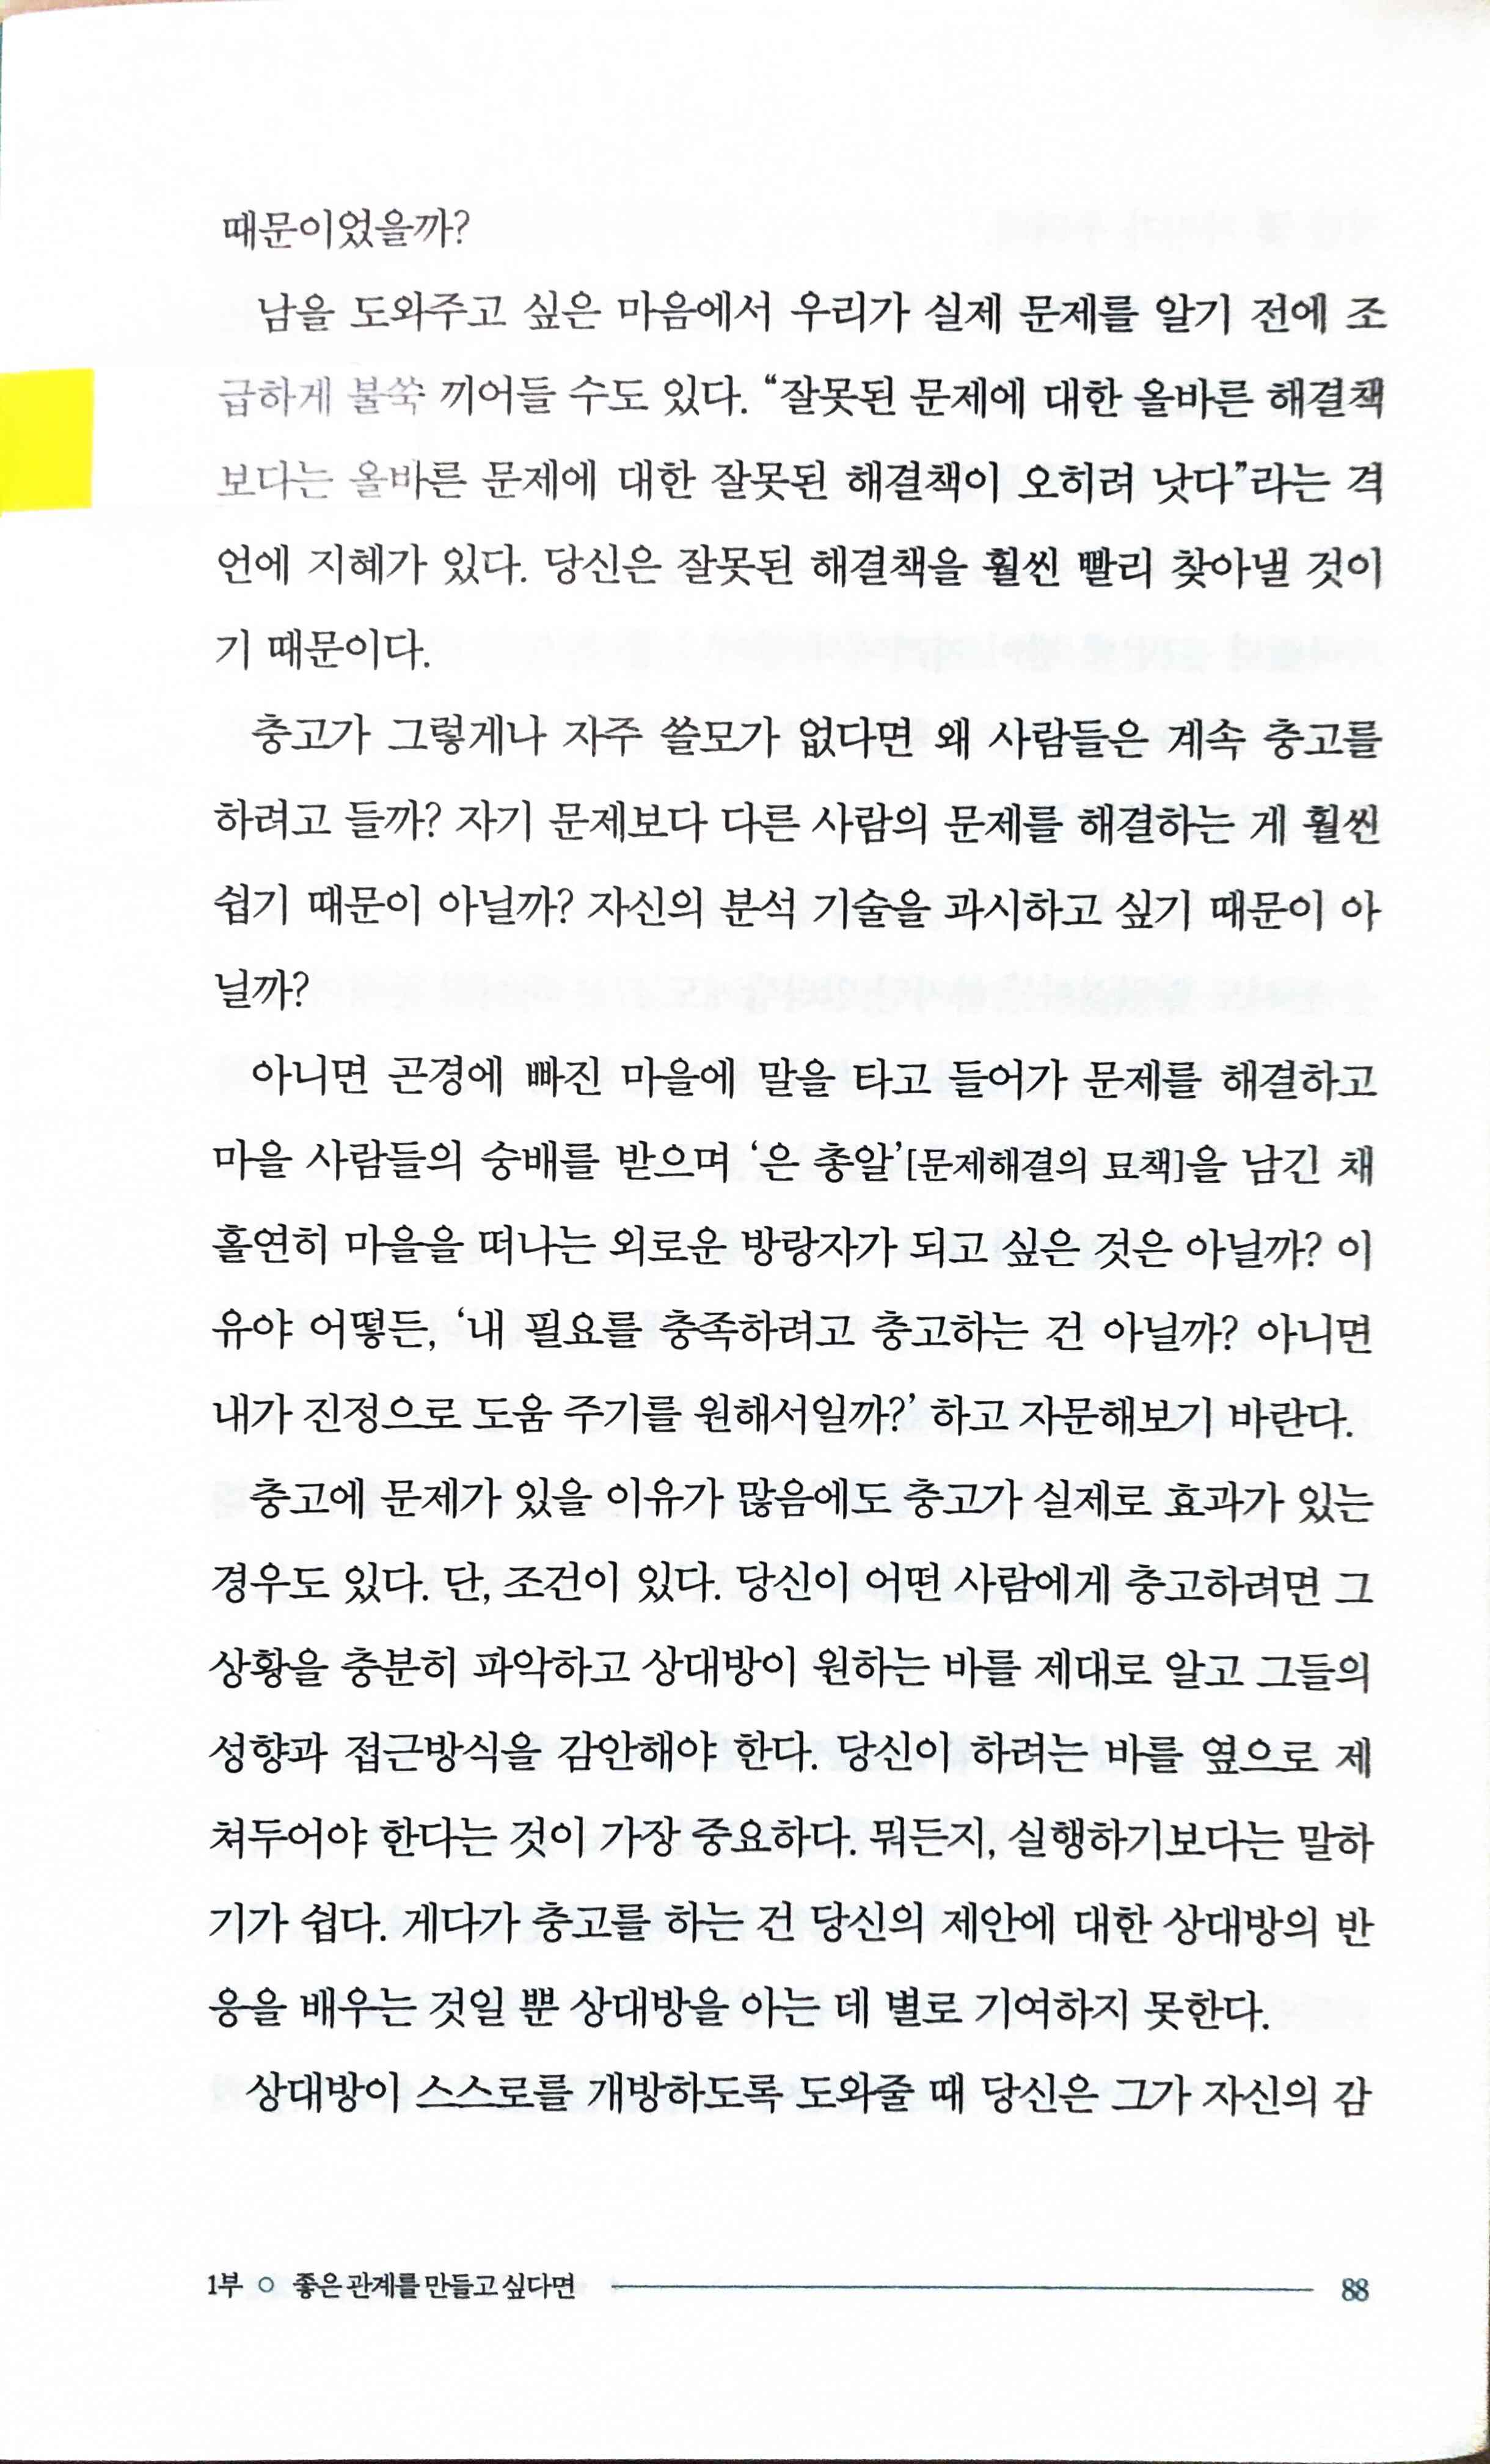 때문이었을까?
남을 도와주고 싶은 마음에서 우리가 실제 문제를 알기 전에 조
급하게 불쑥 끼어들 수도 있다. “잘못된 문제에 대한 올바른 해결책
보다는 올바른 문제에 대한 잘못된 해결책이 오히려 낫다”라는 격
언에 지혜가 있다. 당신은 잘못된 해결책을 훨씬 빨리 찾아낼 것이
기 때문이다.
충고가 그렇게나 자주 쓸모가 없다면 왜 사람들은 계속 충고를
하려고 들까? 자기 문제보다 다른 사람의 문제를 해결하는 게 훨씬
쉽기 때문이 아닐까? 자신의 분석 기술을 과시하고 싶기 때문이 아
닐까?
아니면 곤경에 빠진 마을에 말을 타고 들어가 문제를 해결하고
마을 사람들의 숭배를 받으며 ‘은 총알’[문제해결의 묘책]을 남긴 채
홀연히 마을을 떠나는 외로운 방랑자가 되고 싶은 것은 아닐까? 이
유야 어떻든, ‘내 필요를 충족하려고 충고하는 건 아닐까? 아니면
내가 진정으로 도움 주기를 원해서일까?’ 하고 자문해보기 바란다.
충고에 문제가 있을 이유가 많음에도 충고가 실제로 효과가 있는
경우도 있다. 단, 조건이 있다. 당신이 어떤 사람에게 충고하려면 그
상황을 충분히 파악하고 상대방이 원하는 바를 제대로 알고 그들의
성향과 접근방식을 감안해야 한다. 당신이 하려는 바를 옆으로 제
쳐두어야 한다는 것이 가장 중요하다. 뭐든지, 실행하기보다는 말하
기가 쉽다. 게다가 충고를 하는 건 당신의 제안에 대한 상대방의 반
응을 배우는 것일 뿐 상대방을 아는 데 별로 기여하지 못한다.
상대방이 스스로를 개방하도록 도와줄 때 당신은 그가 자신의 감
1부 ○ 좋은 관계를 만들고 싶다면 88